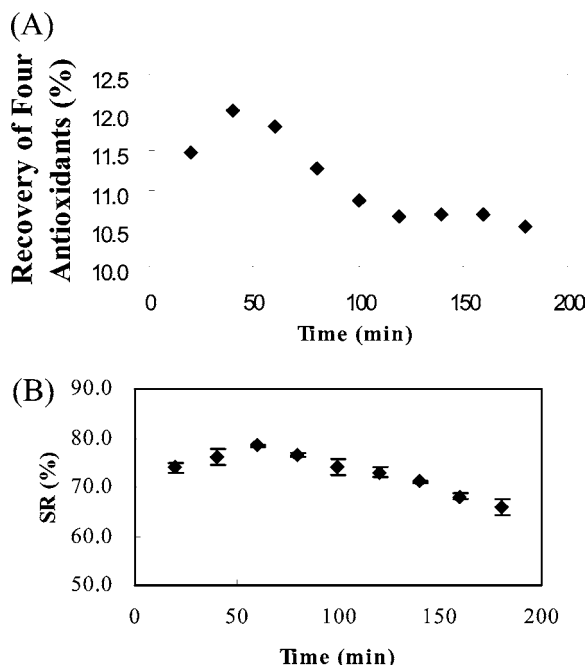 (A)
Recovery of Four
Antioxidants (%)
12.5
12.0
11.5
11.0
10.5
10.0
0 50 100 150 200
Time (min)
(B)
SR (%)
90.0
80.0
70.0
60.0
50.0
0 50 100 150 200
Time (min)